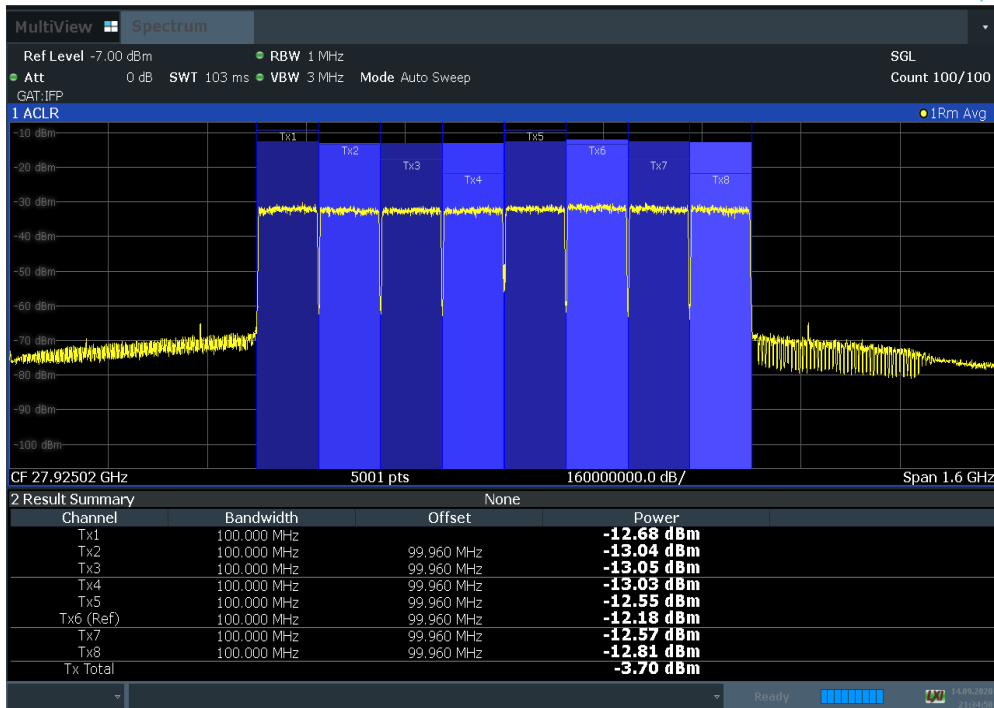 MultiView Spectrum
Ref Level -7.00 dBm RBW 1 MHz SGL
Att 0 dB SWT 103 ms VBW 3 MHz Mode Auto Sweep Count 100/100
GAT:IFP
1 ACLR 1Rm Avg
-10 dBm
Tx1 Tx5
Tx2 Tx6
Tx3 Tx7
-20 dBm
Tx4 Tx8
-30 dBm
-40 dBm
-50 dBm
-60 dBm
-70 dBm
-80 dBm
-90 dBm
-100 dBm
CF 27.92502 GHz 5001 pts 160000000.0 dB/ Span 1.6 GHz
2 Result Summary None
Channel Bandwidth Offset Power
Tx1 100.000 MHz -12.68 dBm
Tx2 100.000 MHz 99.960 MHz -13.04 dBm
Tx3 100.000 MHz 99.960 MHz -13.05 dBm
Tx4 100.000 MHz 99.960 MHz -13.03 dBm
Tx5 100.000 MHz 99.960 MHz -12.55 dBm
Tx6 (Ref) 100.000 MHz 99.960 MHz -12.18 dBm
Tx7 100.000 MHz 99.960 MHz -12.57 dBm
Tx8 100.000 MHz 99.960 MHz -12.81 dBm
Tx Total -3.70 dBm
Ready LXI 14.09.2020
21:34:50